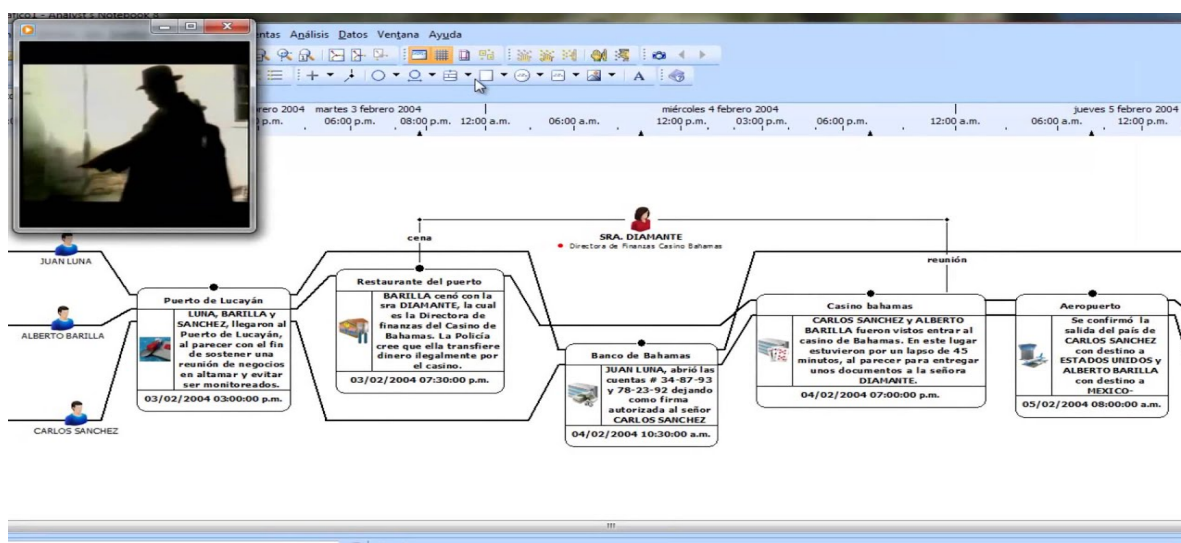 Análisis Datos Ventana Ayuda
martes 3 febrero 2004
miércoles 4 febrero 2004
jueves 5 febrero 2004
06:00 p.m. 08:00 p.m. 12:00 a.m. 06:00 a.m. 12:00 p.m. 03:00 p.m. 06:00 p.m. 12:00 a.m. 06:00 a.m. 12:00 p.m.
JUAN LUNA
ALBERTO BARILLA
CARLOS SANCHEZ
Puerto de Lucayán
LUNA, BARILLA y
SANCHEZ, llegaron al
Puerto de Lucayán,
al parecer con el fin
de sostener una
reunión de negocios
en altamar y evitar
ser monitoreados.
03/02/2004 03:00:00 p.m.
cena
Restaurante del puerto
BARILLA cenó con la
sra DIAMANTE, la cual
es la Directora de
finanzas del Casino de
Bahamas. La Policía
cree que ella transfiere
dinero ilegalmente por
el casino.
03/02/2004 07:30:00 p.m.
SRA. DIAMANTE
Directora de Finanzas Casino Bahamas
Banco de Bahamas
JUAN LUNA, abrió las
cuentas # 34-87-93
y 78-23-92 dejando
como firma
autorizada al señor
CARLOS SANCHEZ
04/02/2004 10:30:00 a.m.
reunión
Casino bahamas
CARLOS SANCHEZ y ALBERTO
BARILLA fueron vistos entrar al
casino de Bahamas. En este lugar
estuvieron por un lapso de 45
minutos, al parecer para entregar
unos documentos a la señora
DIAMANTE.
04/02/2004 07:00:00 p.m.
Aeropuerto
Se confirmó la
salida del país de
CARLOS SANCHEZ
con destino a
ESTADOS UNIDOS y
ALBERTO BARILLA
con destino a
MEXICO-
05/02/2004 08:00:00 a.m.